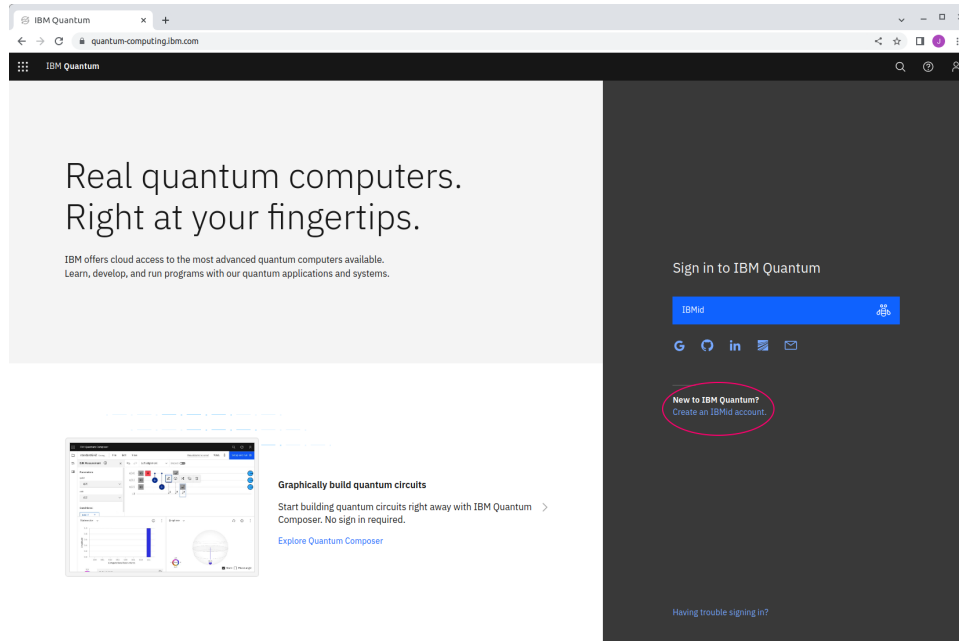 IBM Quantum
quantum-computing.ibm.com
J
IBM Quantum
Real quantum computers.
Right at your fingertips.
IBM offers cloud access to the most advanced quantum computers available.
Learn, develop, and run programs with our quantum applications and systems.
Sign in to IBM Quantum
IBMid
New to IBM Quantum?
Create an IBMid account.
Graphically build quantum circuits
Start building quantum circuits right away with IBM Quantum
Composer. No sign in required.
Explore Quantum Composer
Having trouble signing in?